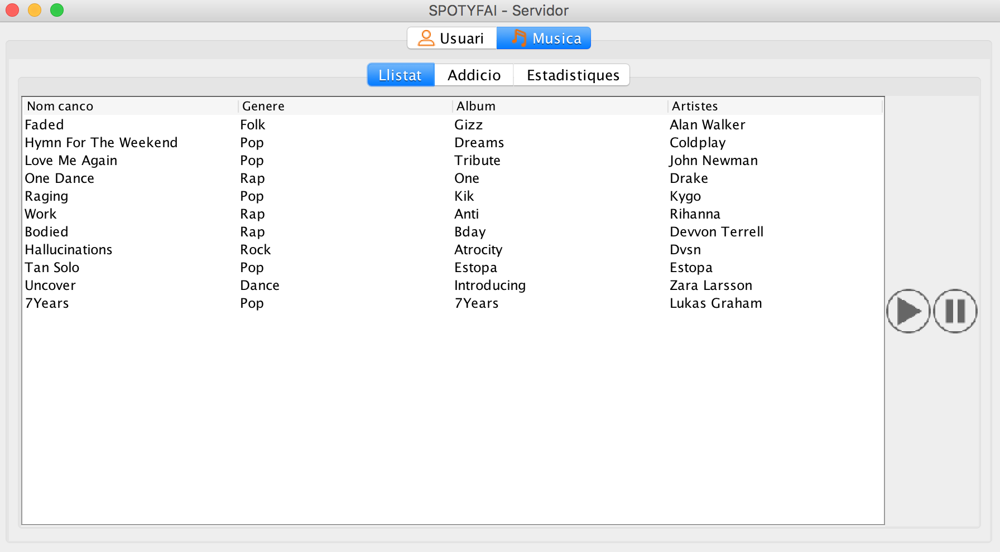 SPOTYFAI - Servidor
Usuari Musica
Llistat Addicio Estadistiques
Nom canco Genere Album Artistes
Faded Folk Gizz Alan Walker
Hymn For The Weekend Pop Dreams Coldplay
Love Me Again Pop Tribute John Newman
One Dance Rap One Drake
Raging Pop Kik Kygo
Work Rap Anti Rihanna
Bodied Rap Bday Devvon Terrell
Hallucinations Rock Atrocity Dvsn
Tan Solo Pop Estopa Estopa
Uncover Dance Introducing Zara Larsson
7Years Pop 7Years Lukas Graham